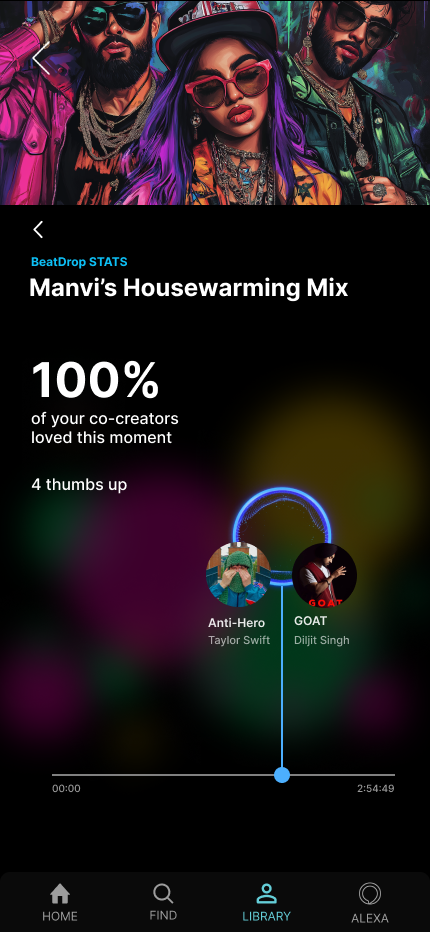 BeatDrop STATS
Manvi’s Housewarming Mix
100%
of your co-creators
loved this moment
4 thumbs up
GOAT
Anti-Hero
GOAT
Taylor Swift
Diljit Singh
00:00
2:54:49
HOME
FIND
LIBRARY
ALEXA